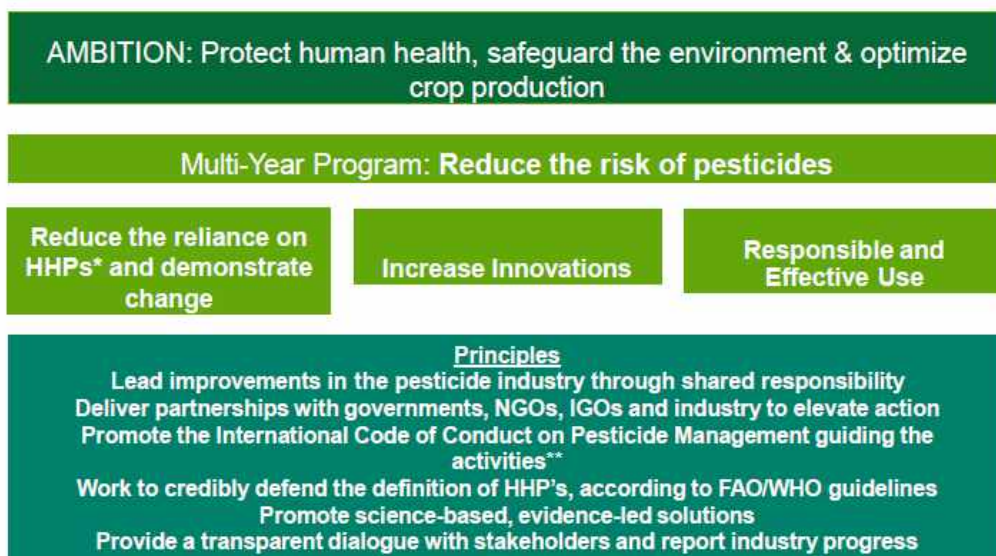 AMBITION: Protect human health, safeguard the environment & optimize
crop production
Multi-Year Program: Reduce the risk of pesticides
Reduce the reliance on
HHPs* and demonstrate
change
Increase Innovations
Responsible and
Effective Use
Principles
Lead improvements in the pesticide industry through shared responsibility
Deliver partnerships with governments, NGOs, IGOs and industry to elevate action
Promote the International Code of Conduct on Pesticide Management guiding the
activities**
Work to credibly defend the definition of HHP's, according to FAO/WHO guidelines
Promote science-based, evidence-led solutions
Provide a transparent dialogue with stakeholders and report industry progress